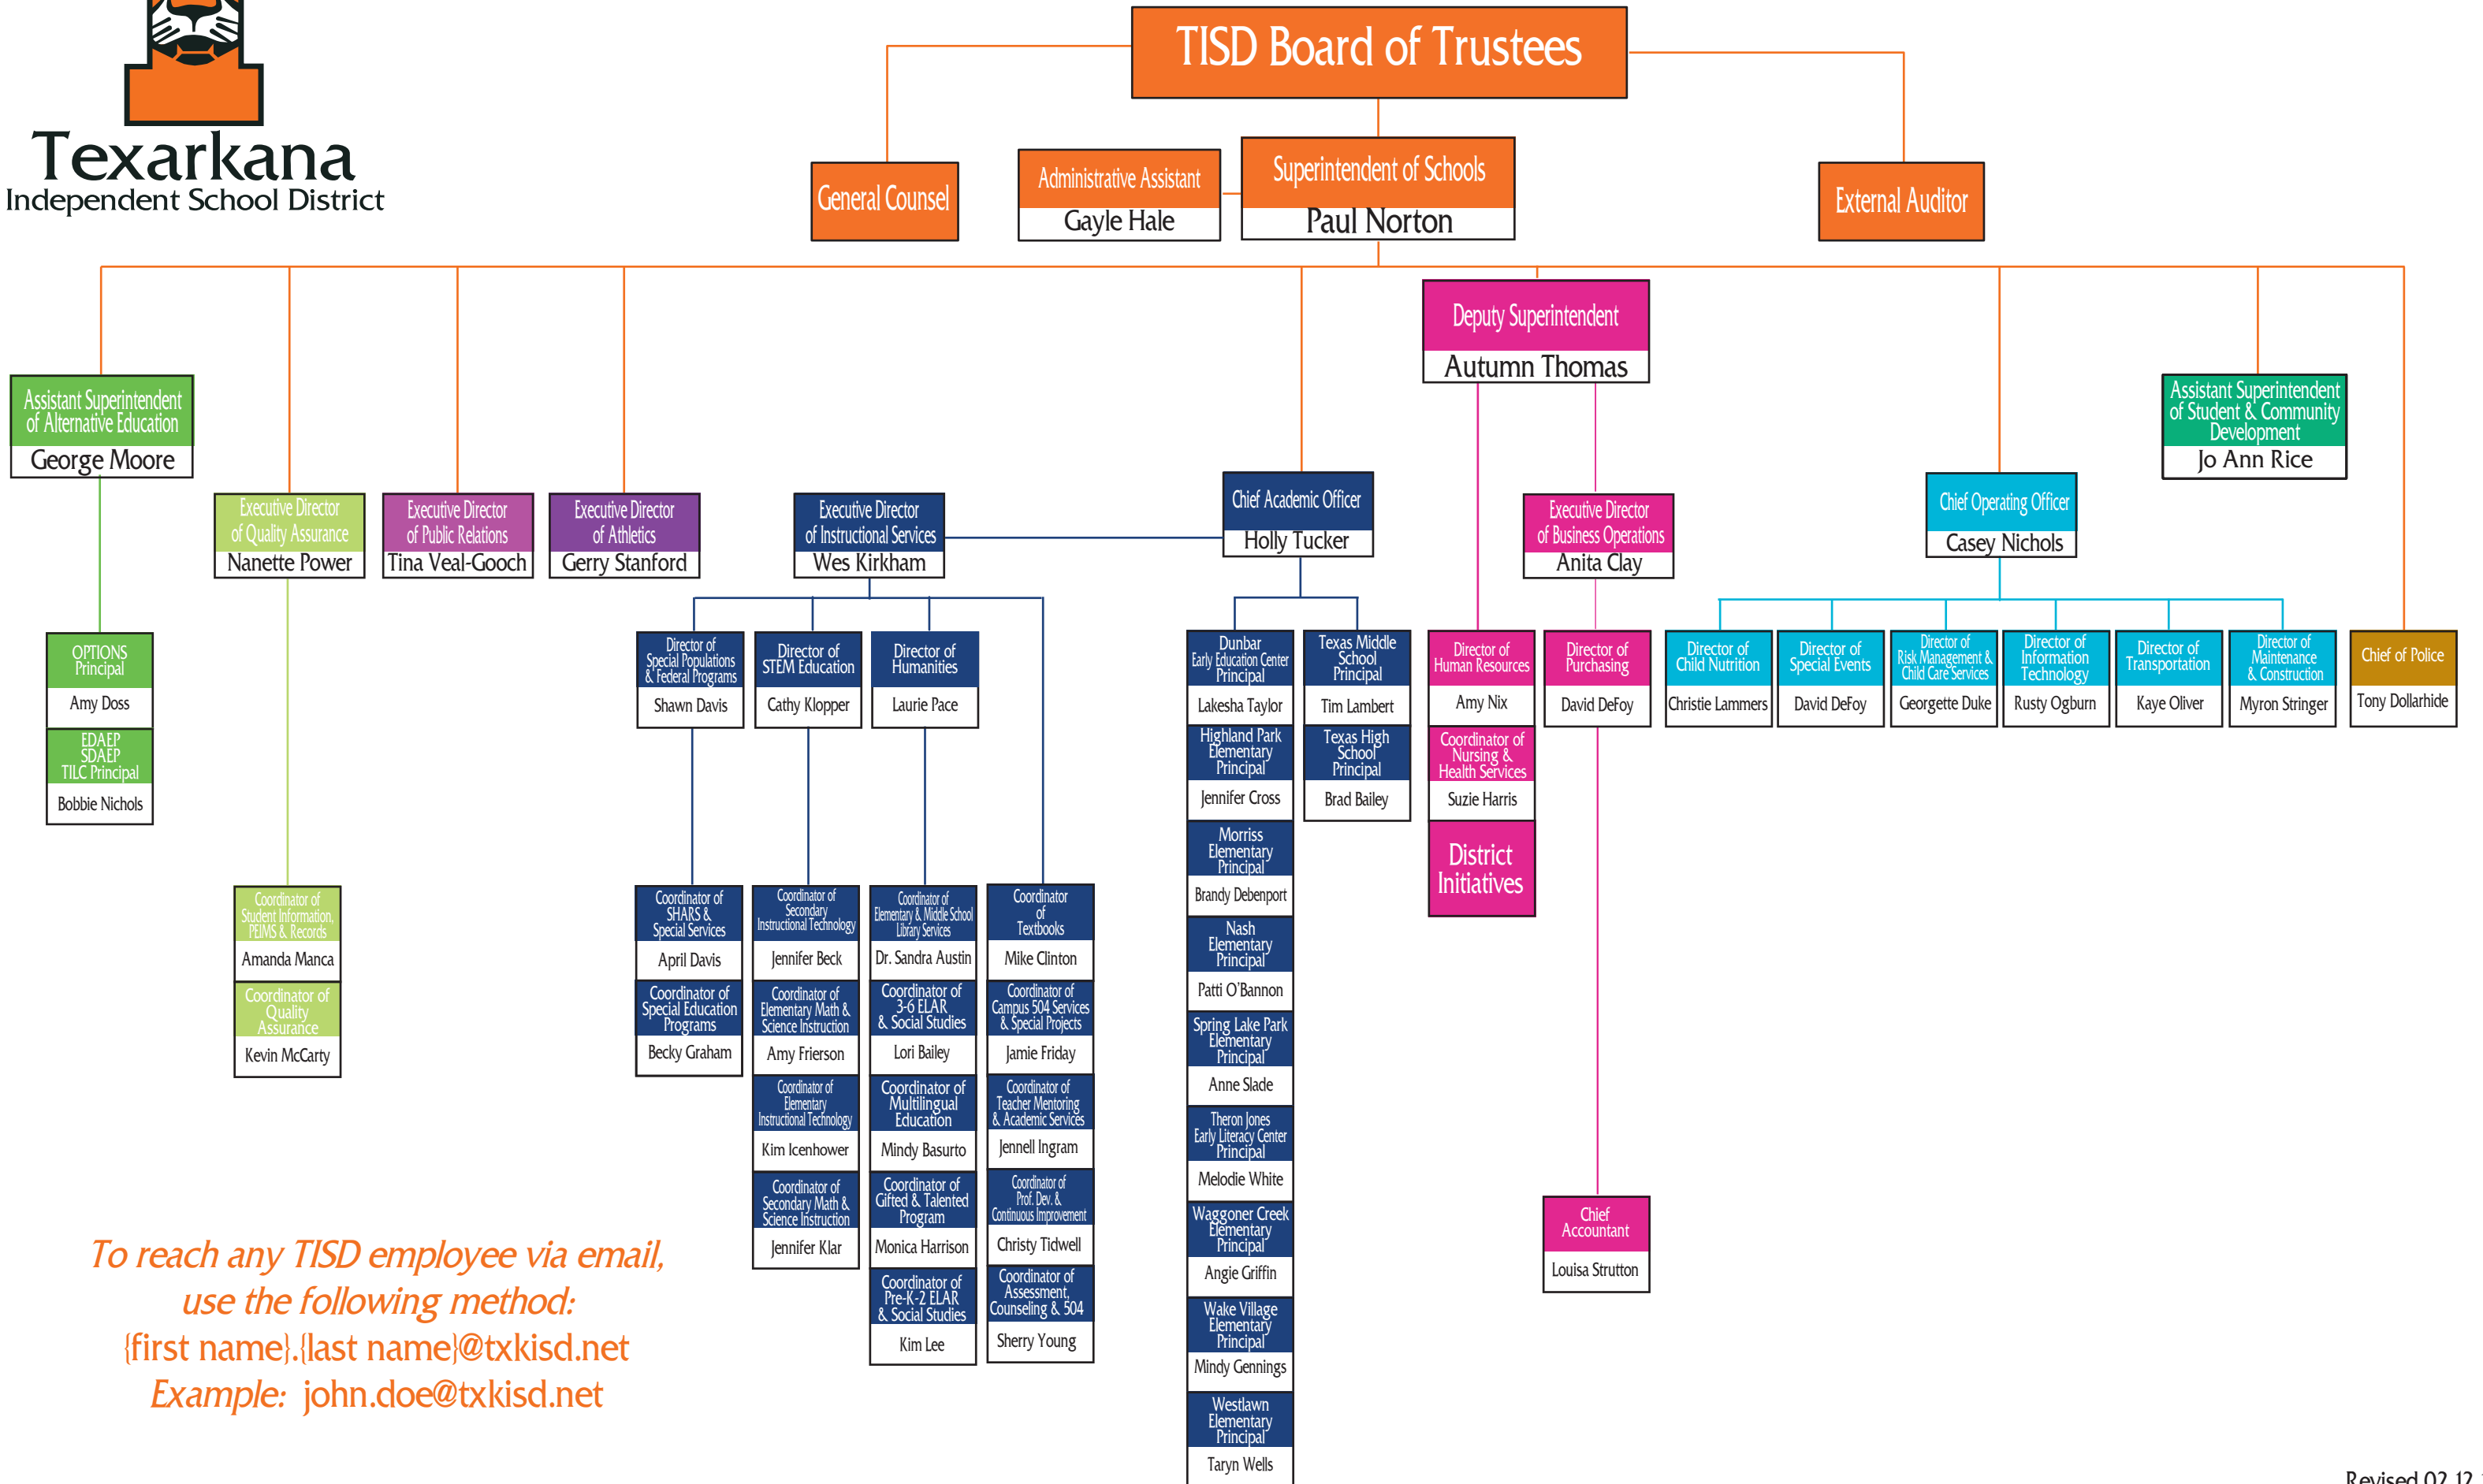 Texarkana
Independent School District
TISD Board of Trustees
General Counsel
Administrative Assistant
Gayle Hale
Superintendent of Schools
Paul Norton
External Auditor
Deputy Superintendent
Autumn Thomas
Assistant Superintendent
of Alternative Education
George Moore
Assistant Superintendent
of Student & Community
Development
Jo Ann Rice
Executive Director
of Quality Assurance
Nanette Power
Executive Director
of Public Relations
Tina Veal-Gooch
Executive Director
of Athletics
Gerry Stanford
Executive Director
of Instructional Services
Wes Kirkham
Chief Academic Officer
Holly Tucker
Executive Director
of Business Operations
Anita Clay
Chief Operating Officer
Casey Nichols
OPTIONS
Principal
Amy Doss
EDAEP
SDAEP
TILC Principal
Bobbie Nichols
Director of
Special Populations
& Federal Programs
Shawn Davis
Director of
STEM Education
Cathy Klopper
Director of
Humanities
Laurie Pace
Dunbar
Early Education Center
Principal
Lakesha Taylor
Highland Park
Elementary
Principal
Jennifer Cross
Morriss
Elementary
Principal
Brandy Debenport
Nash
Elementary
Principal
Patti O'Bannon
Spring Lake Park
Elementary
Principal
Anne Slade
Theron Jones
Early Literacy Center
Principal
Melodie White
Waggoner Creek
Elementary
Principal
Angie Griffin
Wake Village
Elementary
Principal
Mindy Gennings
Westlawn
Elementary
Principal
Taryn Wells
Texas Middle
School
Principal
Tim Lambert
Texas High
School
Principal
Brad Bailey
Director of
Human Resources
Amy Nix
Coordinator of
Nursing &
Health Services
Suzie Harris
District
Initiatives
Director of
Purchasing
David DeFoy
Chief
Accountant
Louisa Strutton
Director of
Child Nutrition
Christie Lammers
Director of
Special Events
David DeFoy
Director of
Risk Management &
Child Care Services
Georgette Duke
Director of
Information
Technology
Rusty Ogburn
Director of
Transportation
Kaye Oliver
Director of
Maintenance
& Construction
Myron Stringer
Chief of Police
Tony Dollarhide
Coordinator of
Student Information,
PEIMS & Records
Amanda Manca
Coordinator of
Quality
Assurance
Kevin McCarty
Coordinator of
SHARS &
Special Services
April Davis
Coordinator of
Special Education
Programs
Becky Graham
Coordinator of
Secondary
Instructional Technology
Jennifer Beck
Coordinator of
Elementary Math &
Science Instruction
Amy Frierson
Coordinator of
Elementary
Instructional Technology
Kim Icenhower
Coordinator of
Secondary Math &
Science Instruction
Jennifer Klar
Coordinator of
Elementary & Middle School
Library Services
Dr. Sandra Austin
Coordinator of
3-6 ELAR
& Social Studies
Lori Bailey
Coordinator of
Multilingual
Education
Mindy Basurto
Coordinator of
Gifted & Talented
Program
Monica Harrison
Coordinator of
Pre-K-2 ELAR
& Social Studies
Kim Lee
Coordinator
of
Textbooks
Mike Clinton
Coordinator of
Campus 504 Services
& Special Projects
Jamie Friday
Coordinator of
Teacher Mentoring
& Academic Services
Jennell Ingram
Coordinator of
Prof. Dev. &
Continuous Improvement
Christy Tidwell
Coordinator of
Assessment,
Counseling & 504
Sherry Young
To reach any TISD employee via email,
use the following method:
{first name}.{last name}@txkisd.net
Example: john.doe@txkisd.net
Revised 02.12.